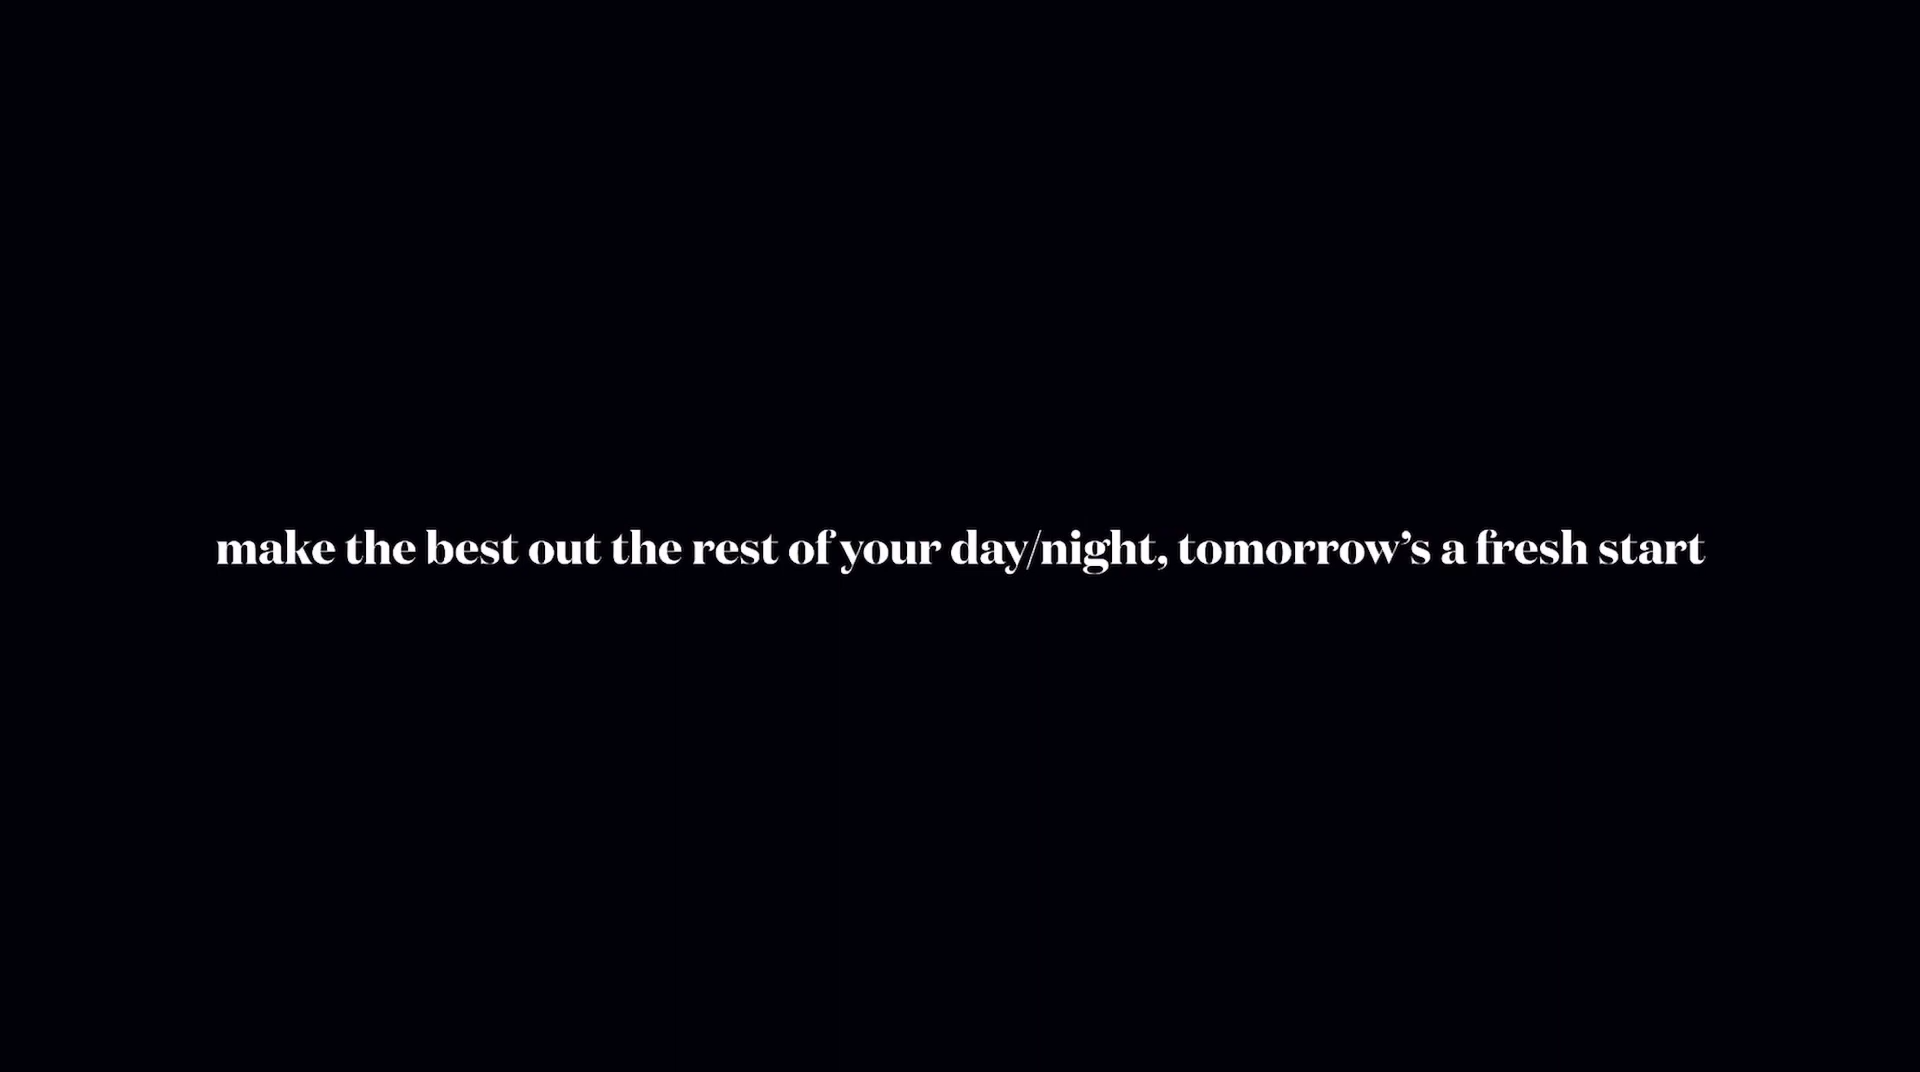 make the best out the rest of your day/night, tomorrow’s a fresh start